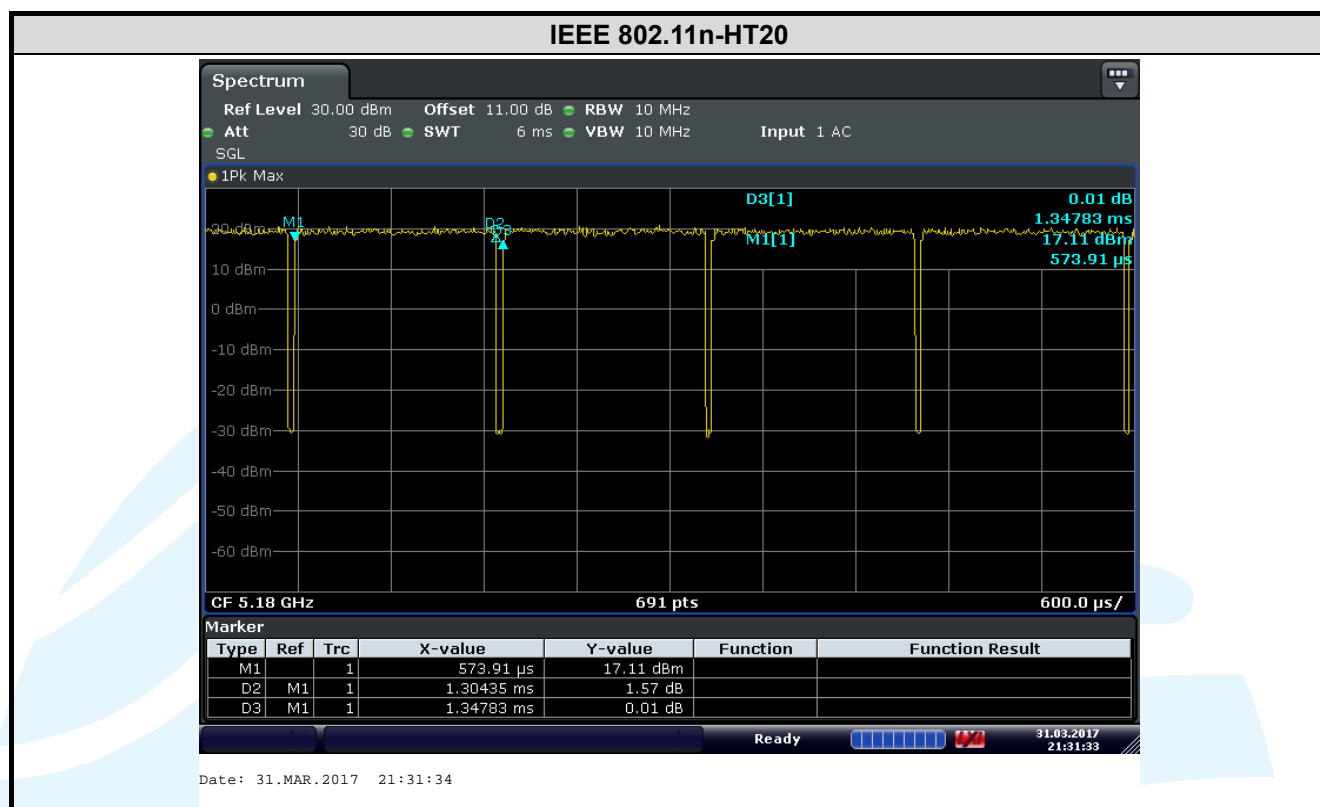 IEEE 802.11n-HT20
Spectrum
Ref Level 30.00 dBm Offset 11.00 dB RBW 10 MHz
Att 30 dB SWT 6 ms VBW 10 MHz Input 1 AC
SGL
1Pk Max
D3[1] 0.01 dB
1.34783 ms
M1[1] 17.11 dBm
573.91 µs
M1
D2
20 dBm
10 dBm
0 dBm
-10 dBm
-20 dBm
-30 dBm
-40 dBm
-50 dBm
-60 dBm
CF 5.18 GHz 691 pts 600.0 µs/
Marker
Type Ref Trc X-value Y-value Function Function Result
M1 1 573.91 µs 17.11 dBm
D2 M1 1 1.30435 ms 1.57 dB
D3 M1 1 1.34783 ms 0.01 dB
Ready 31.03.2017
21:31:33
Date: 31.MAR.2017 21:31:34